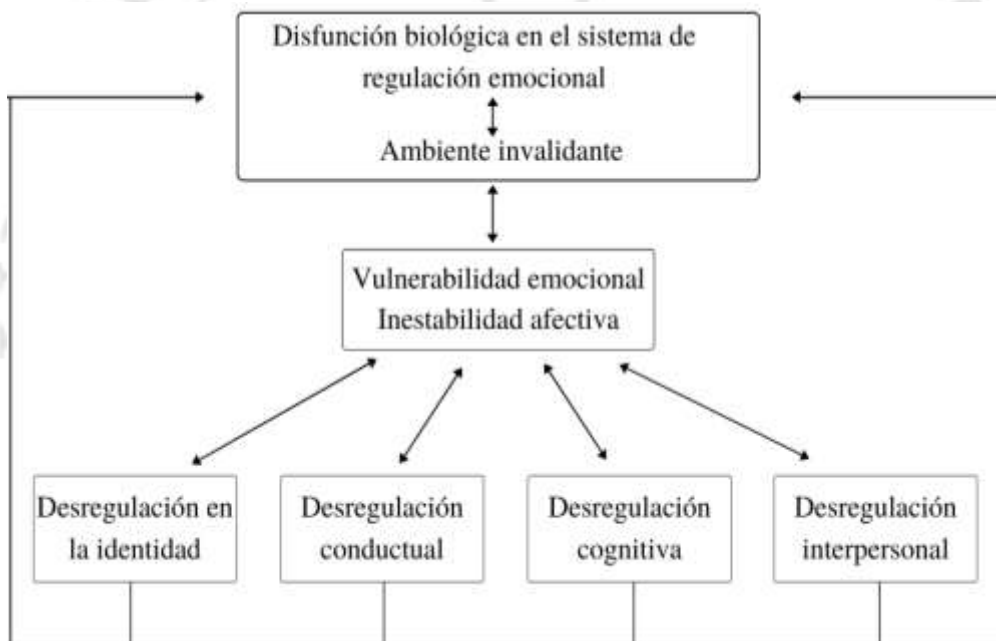 Disfunción biológica en el sistema de
regulación emocional
Ambiente invalidante
Vulnerabilidad emocional
Inestabilidad afectiva
Desregulación en
la identidad
Desregulación
conductual
Desregulación
cognitiva
Desregulación
interpersonal